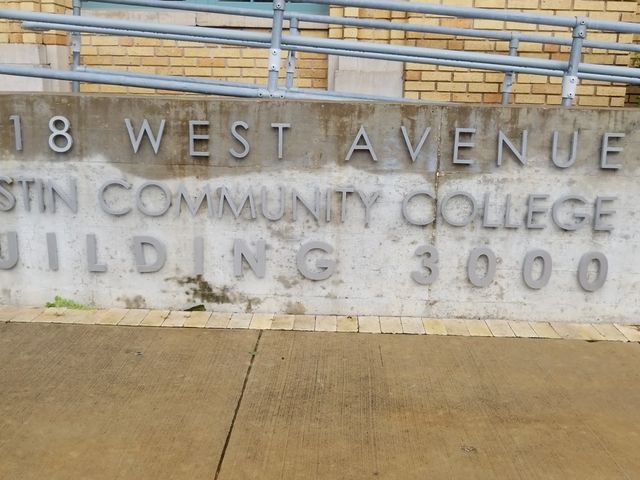 18 WEST AVENUE
STIN COMMUNITY COLLEGE
UILDING 3000